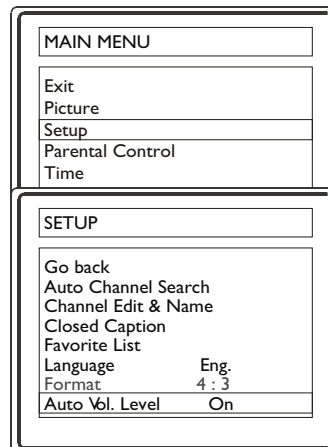 MAIN MENU
Exit
Picture
Setup
Parental Control
Time
SETUP
Go back
Auto Channel Search
Channel Edit & Name
Closed Caption
Favorite List
Language Eng.
Format 4 : 3
Auto Vol. Level On